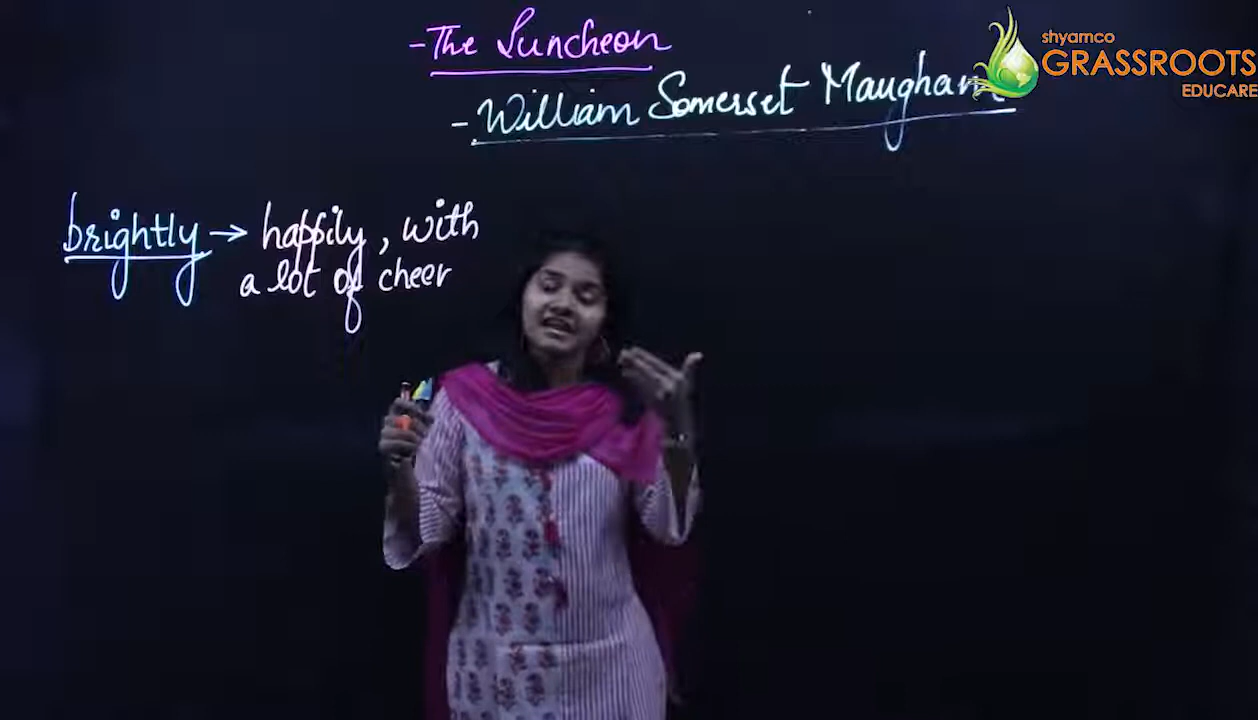 - The Luncheon
- William Somerset Maugham
shyamco
GRASSROOTS
EDUCARE
brightly → happily, with
a lot of cheer